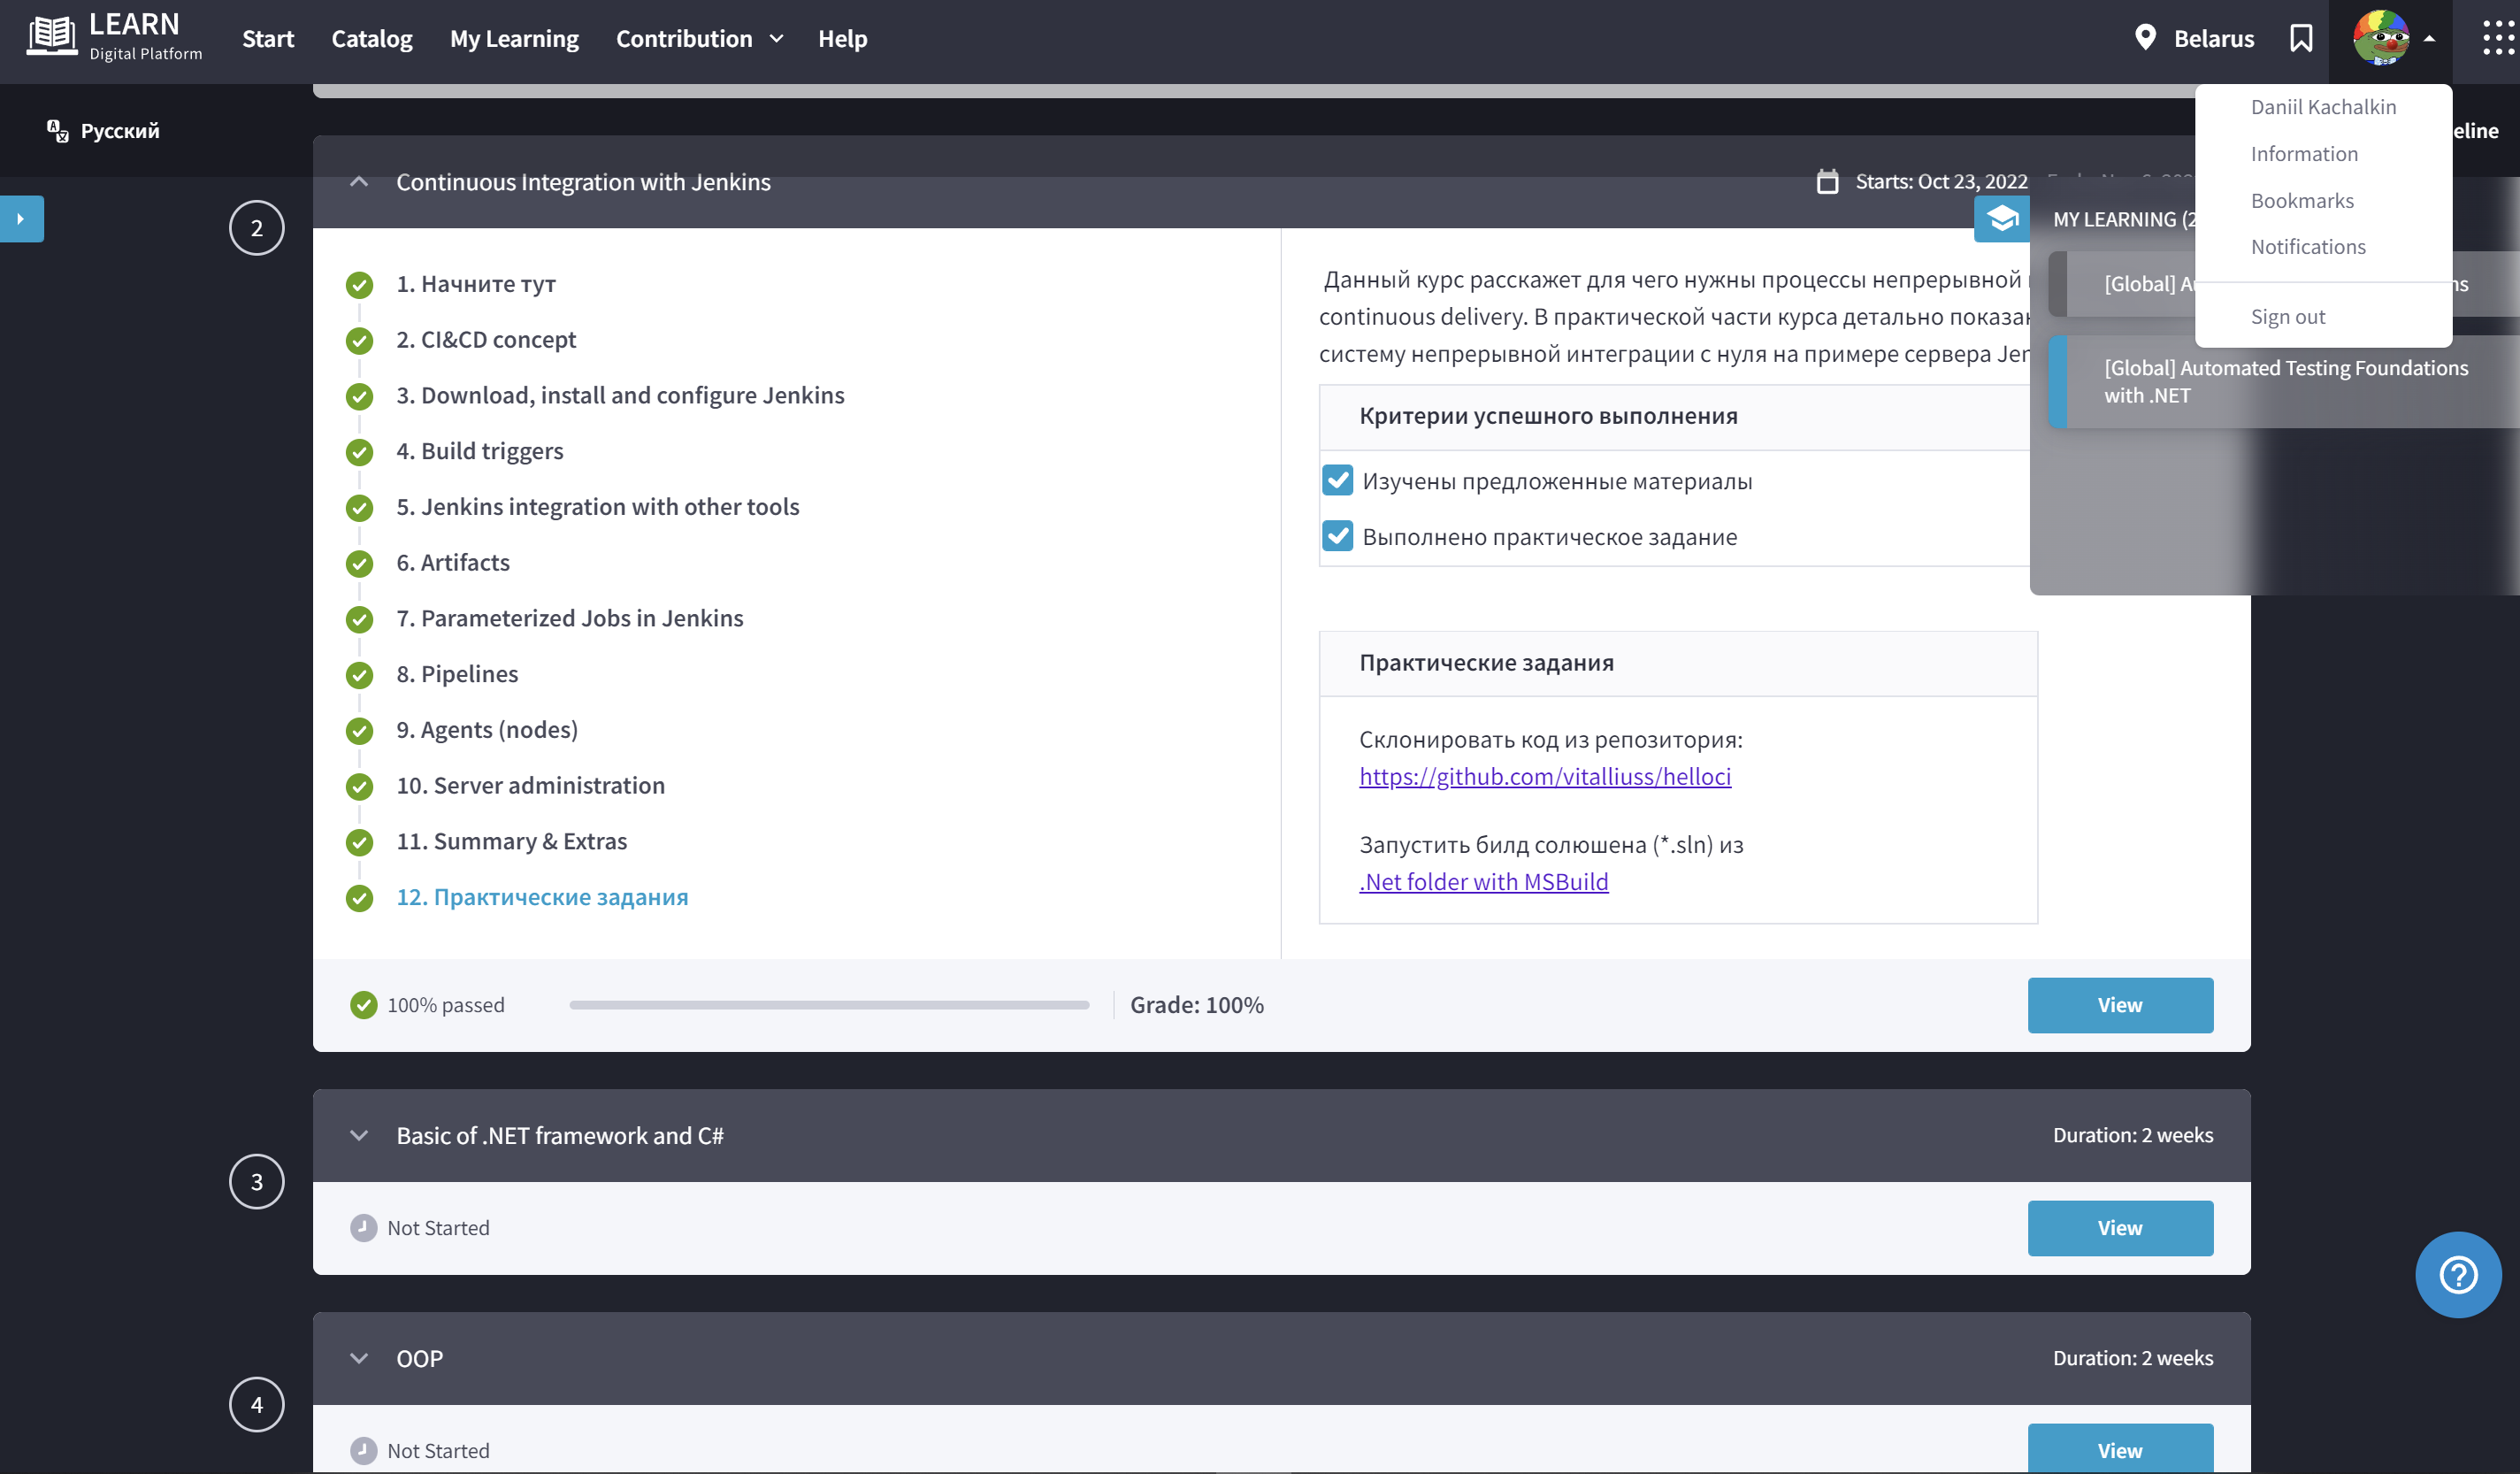 LEARN
Digital Platform
Start
Catalog
My Learning
Contribution
Help
Belarus
Русский
Daniil Kachalkin
Information
Bookmarks
Notifications
Sign out
eline
MY LEARNING (2
[Global]
ns
[Global] Automated Testing Foundations
with .NET
2
Continuous Integration with Jenkins
Starts: Oct 23, 2022
1. Начните тут
2. CI&CD concept
3. Download, install and configure Jenkins
4. Build triggers
5. Jenkins integration with other tools
6. Artifacts
7. Parameterized Jobs in Jenkins
8. Pipelines
9. Agents (nodes)
10. Server administration
11. Summary & Extras
12. Практические задания
Данный курс расскажет для чего нужны процессы непрерывной
continuous delivery. В практической части курса детально показан
систему непрерывной интеграции с нуля на примере сервера Jen
Критерии успешного выполнения
Изучены предложенные материалы
Выполнено практическое задание
Практические задания
Склонировать код из репозитория:
https://github.com/vitalliuss/helloci
Запустить билд солюшена (*.sln) из
.Net folder with MSBuild
100% passed
Grade: 100%
View
3
Basic of .NET framework and C#
Duration: 2 weeks
Not Started
View
4
OOP
Duration: 2 weeks
Not Started
View